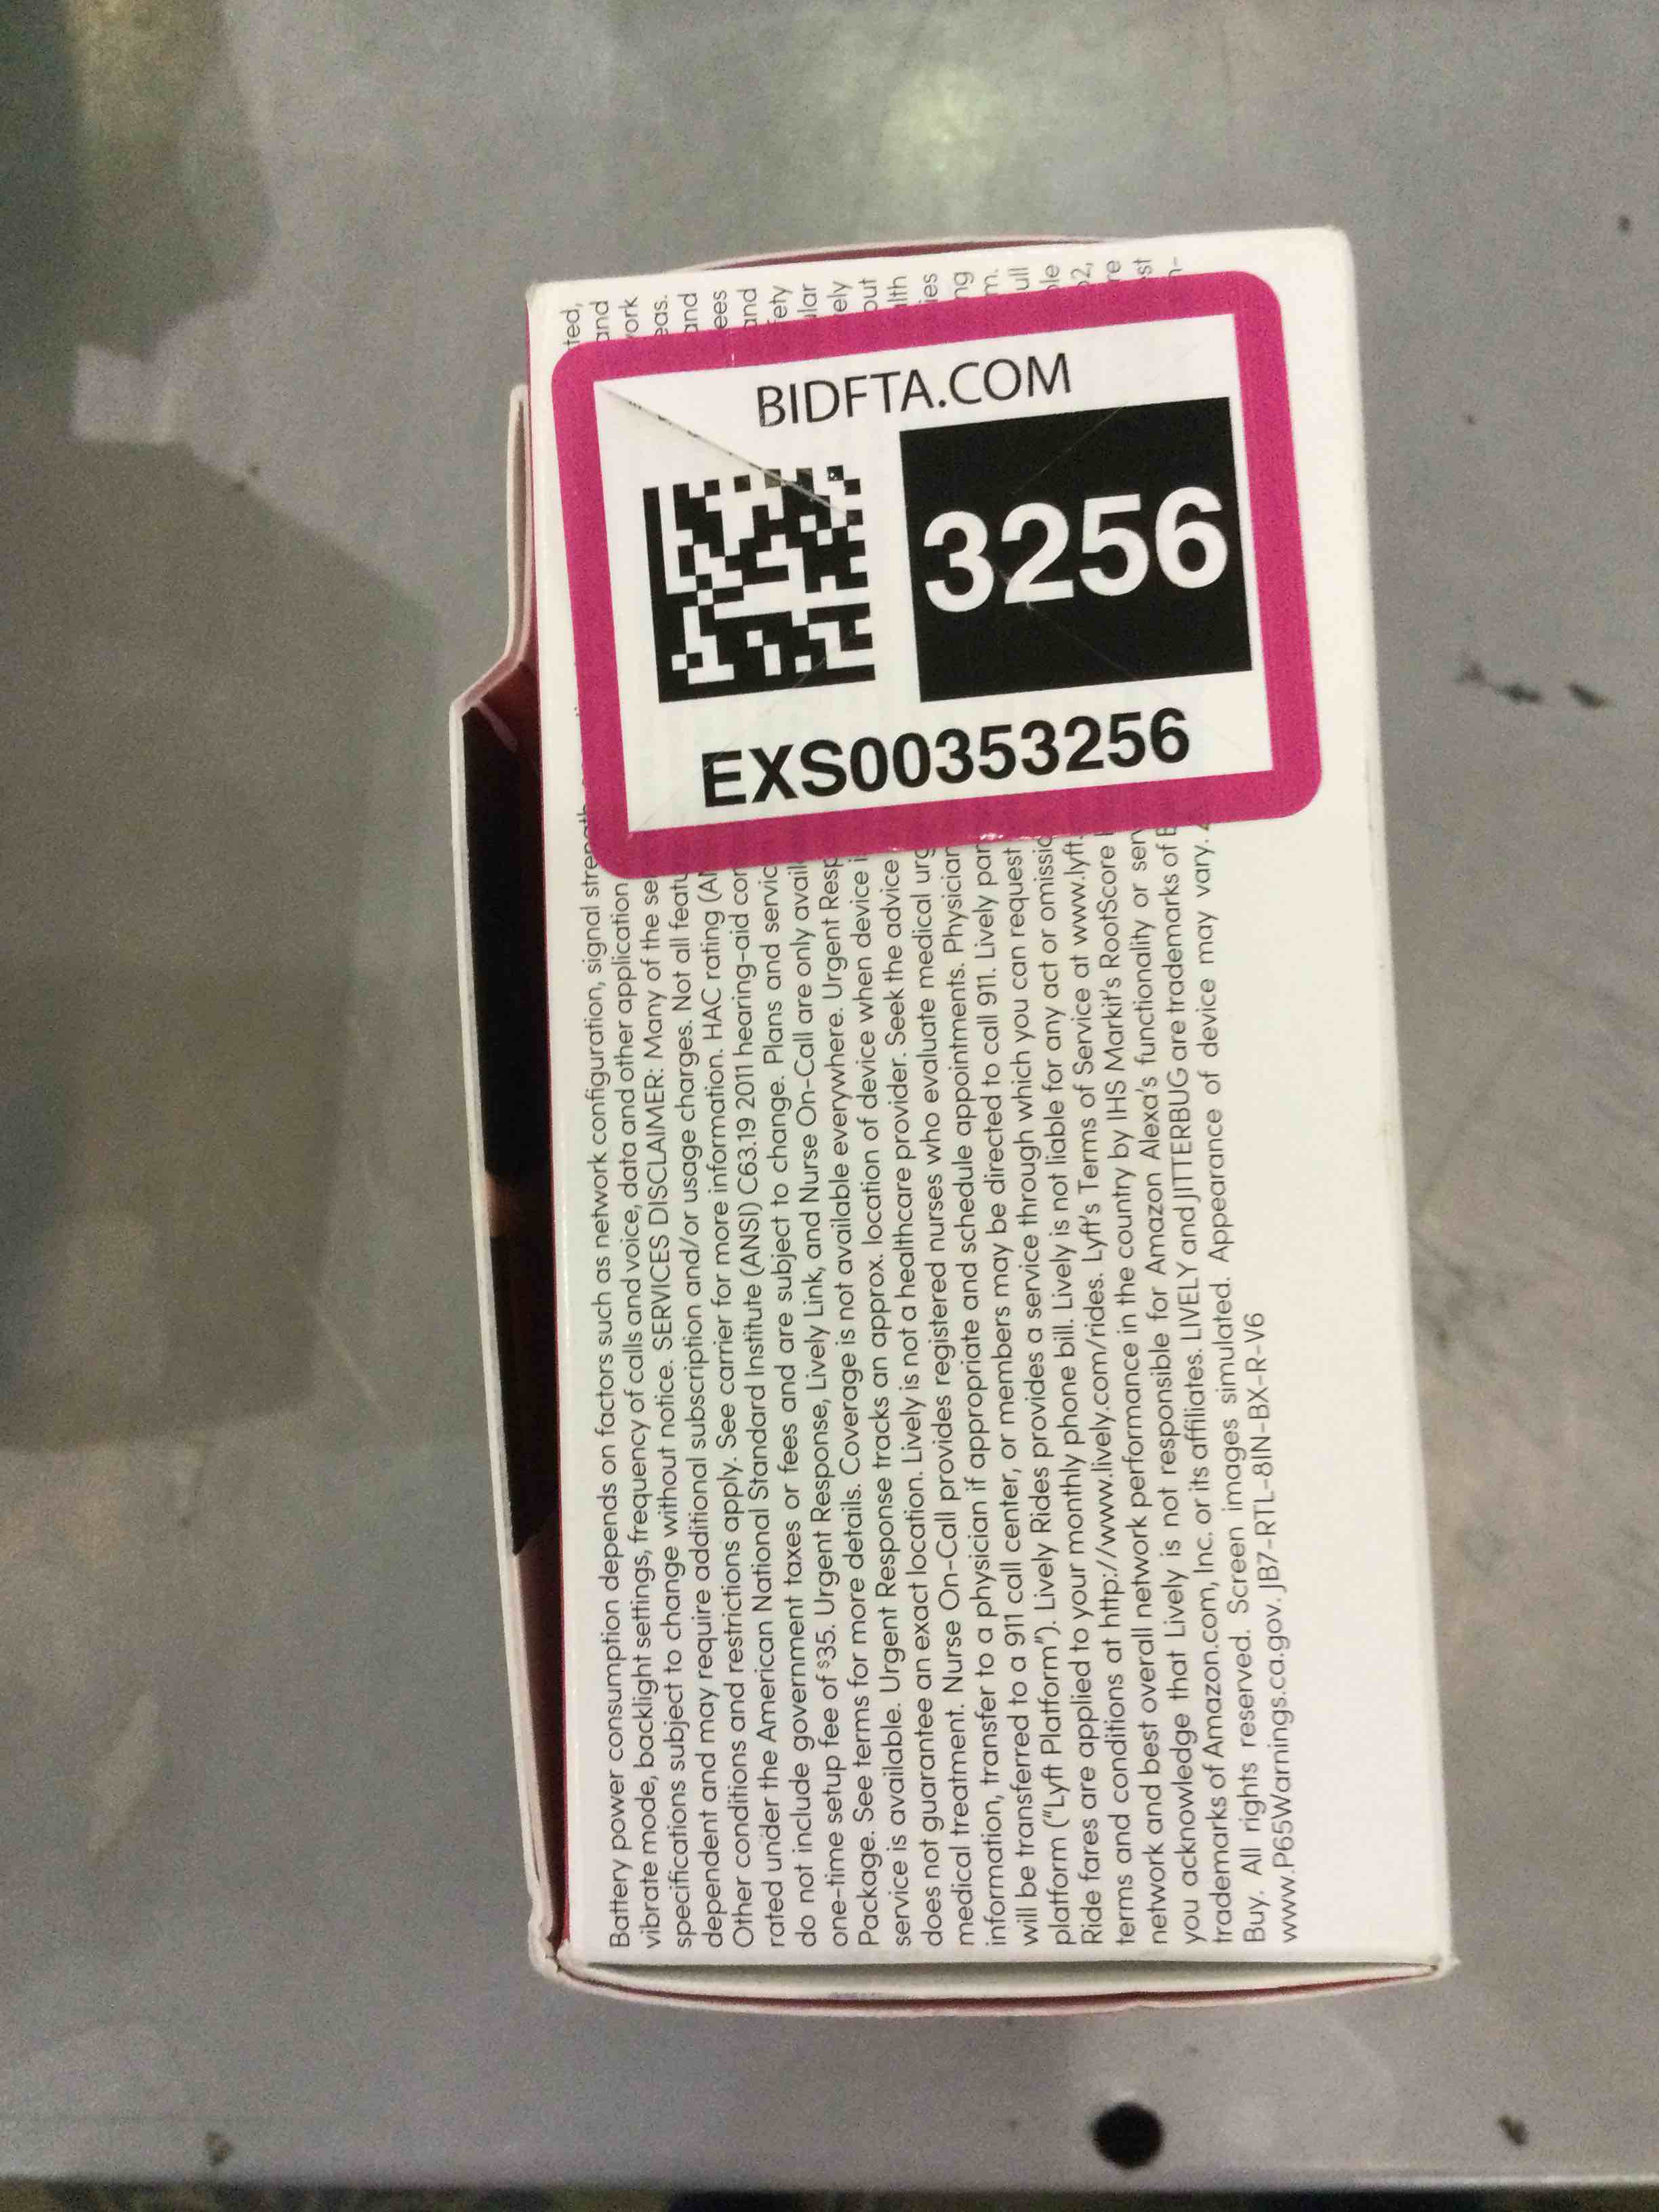 BIDFTA.COM
3256
EXS00353256
Battery power consumption depends on factors such as network configuration, signal strength
vibrate mode, backlight settings, frequency of calls and voice, data and other application and
specifications subject to change without notice. SERVICES DISCLAIMER: Many of the
dependent and may require additional subscription and/or usage charges. Not all
Other conditions and restrictions apply. See carrier for more information. HAC rating
rated under the American National Standard Institute (ANSI) C63.19 2011 hearing-aid
do not include government taxes or fees and are subject to change. Plans and
one-time setup fee of $35. Urgent Response, Lively Link, and Nurse On-Call are only
Package. See terms for more details. Coverage is not available everywhere. Urgent
service is available. Urgent Response tracks an approx. location of device when device
does not guarantee an exact location. Lively is not a healthcare provider. Seek the advice
medical treatment. Nurse On-Call provides registered nurses who evaluate medical
information, transfer to a physician if appropriate and schedule appointments.
will be transferred to a 911 call center, or members may be directed to call 911. Lively
platform ("Lyft Platform"). Lively Rides provides a service through which you can request
Ride fares are applied to your monthly phone bill. Lively is not liable for any act or
terms and conditions at http://www.lively.com/rides. Lyft's Terms of Service at www.lyft.
network and best overall network performance in the country by IHS Markit's RootScore
you acknowledge that Lively is not responsible for Amazon Alexa's functionality or
trademarks of Amazon.com, Inc. or its affiliates. LIVELY and JITTERBUG are trademarks of
Buy. All rights reserved. Screen images simulated. Appearance of device may vary.
www.P65Warnings.ca.gov. JB7-RTL-8IN-BX-R-V6